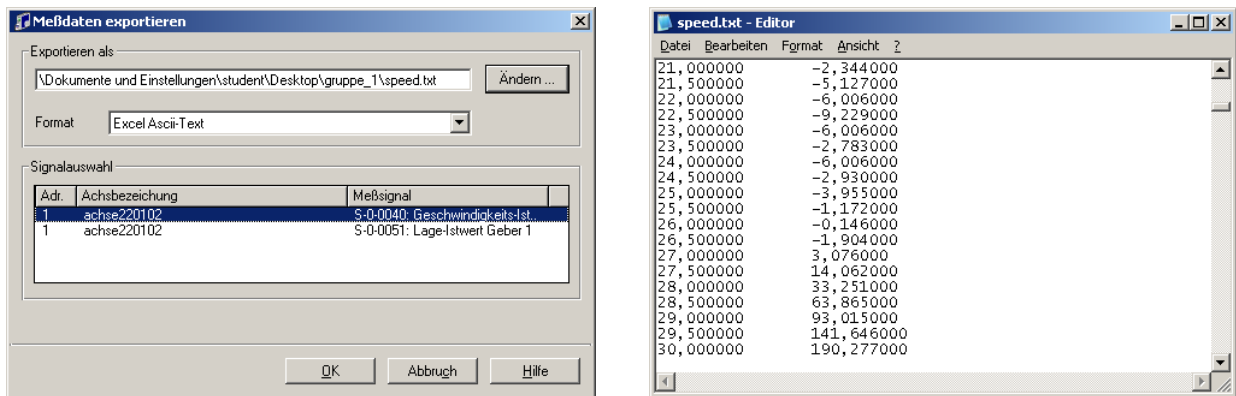 Meßdaten exportieren
Exportieren als
\Dokumente und Einstellungen\student\Desktop\gruppe_1\speed.txt
Ändern ...
Format
Excel Ascii-Text
Signalauswahl
Adr. Achsbezeichung Meßsignal
1 achse220102 S-0-0040: Geschwindigkeits-Ist..
1 achse220102 S-0-0051: Lage-Istwert Geber 1
OK Abbruch Hilfe
speed.txt - Editor
Datei Bearbeiten Format Ansicht ?
21,000000 -2,344000
21,500000 -5,127000
22,000000 -6,006000
22,500000 -9,229000
23,000000 -6,006000
23,500000 -2,783000
24,000000 -6,006000
24,500000 -2,930000
25,000000 -3,955000
25,500000 -1,172000
26,000000 -0,146000
26,500000 -1,904000
27,000000 3,076000
27,500000 14,062000
28,000000 33,251000
28,500000 63,865000
29,000000 93,015000
29,500000 141,646000
30,000000 190,277000